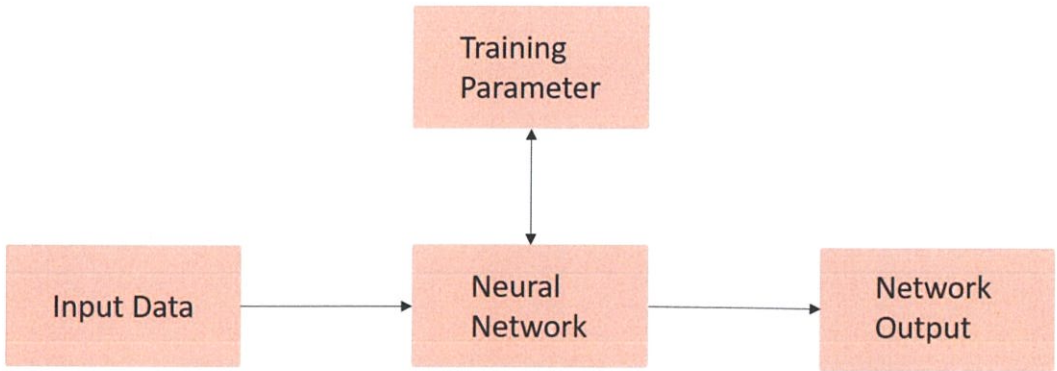 Training
Parameter
Input Data
Neural
Network
Network
Output